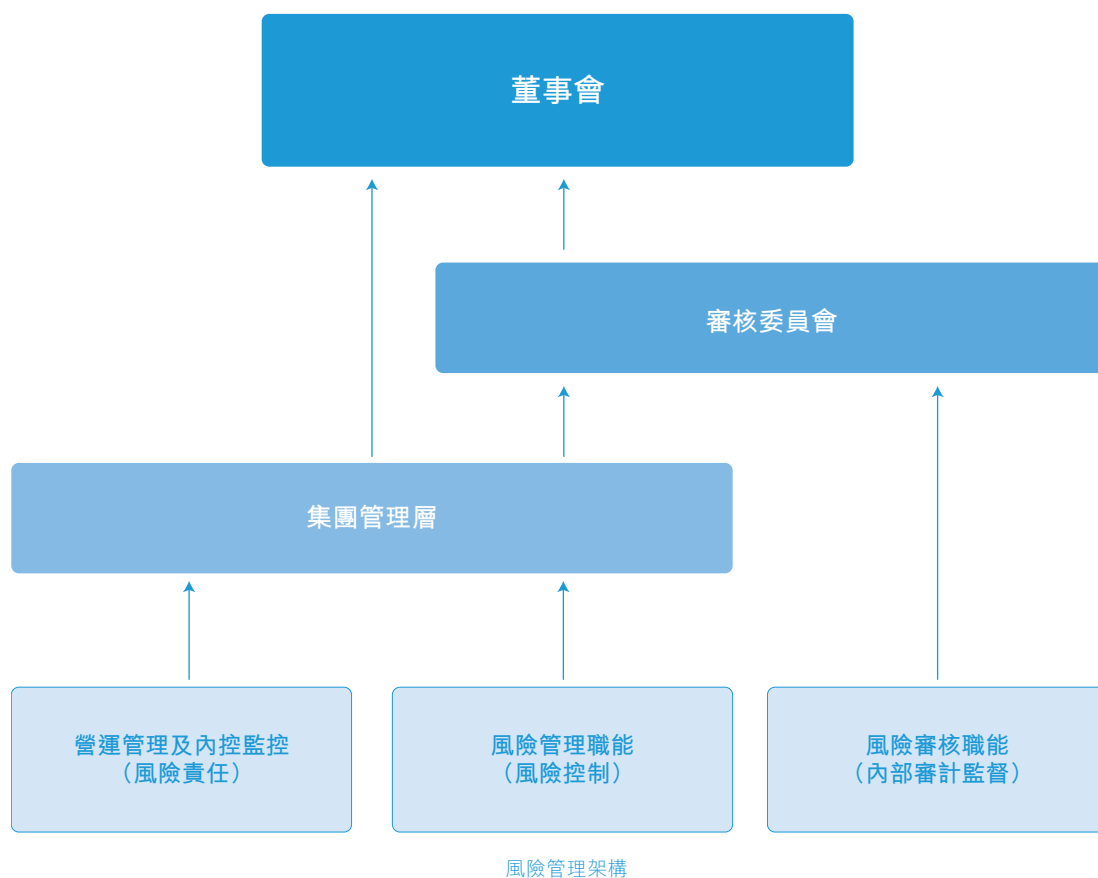 董事會
審核委員會
集團管理層
營運管理及內控監控
（風險責任）
風險管理職能
（風險控制）
風險審核職能
（內部審計監督）
風險管理架構